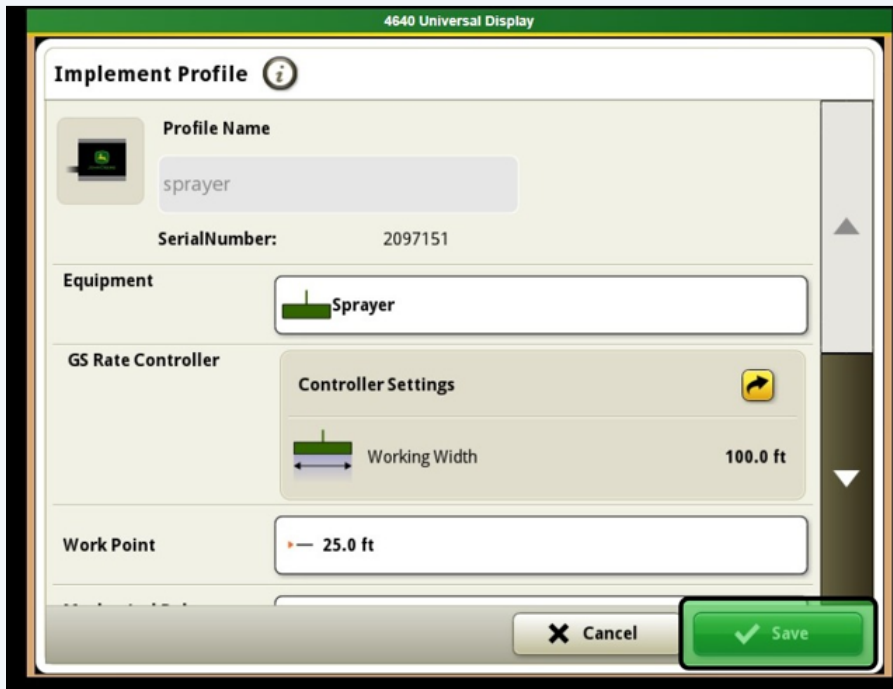 4640 Universal Display
Implement Profile
Profile Name
sprayer
SerialNumber: 2097151
Equipment
Sprayer
GS Rate Controller
Controller Settings
Working Width 100.0 ft
Work Point
25.0 ft
Cancel
Save